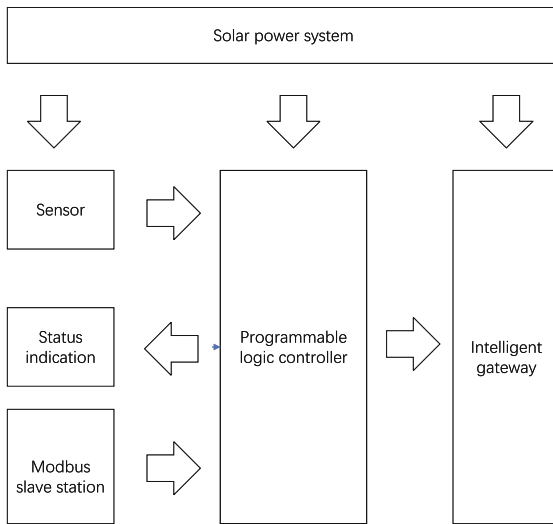 Solar power system
Sensor
Status
indication
Programmable
logic controller
Intelligent
gateway
Modbus
slave station